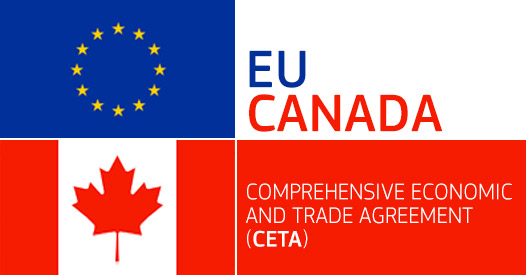 EU
CANADA
COMPREHENSIVE ECONOMIC
AND TRADE AGREEMENT
(CETA)